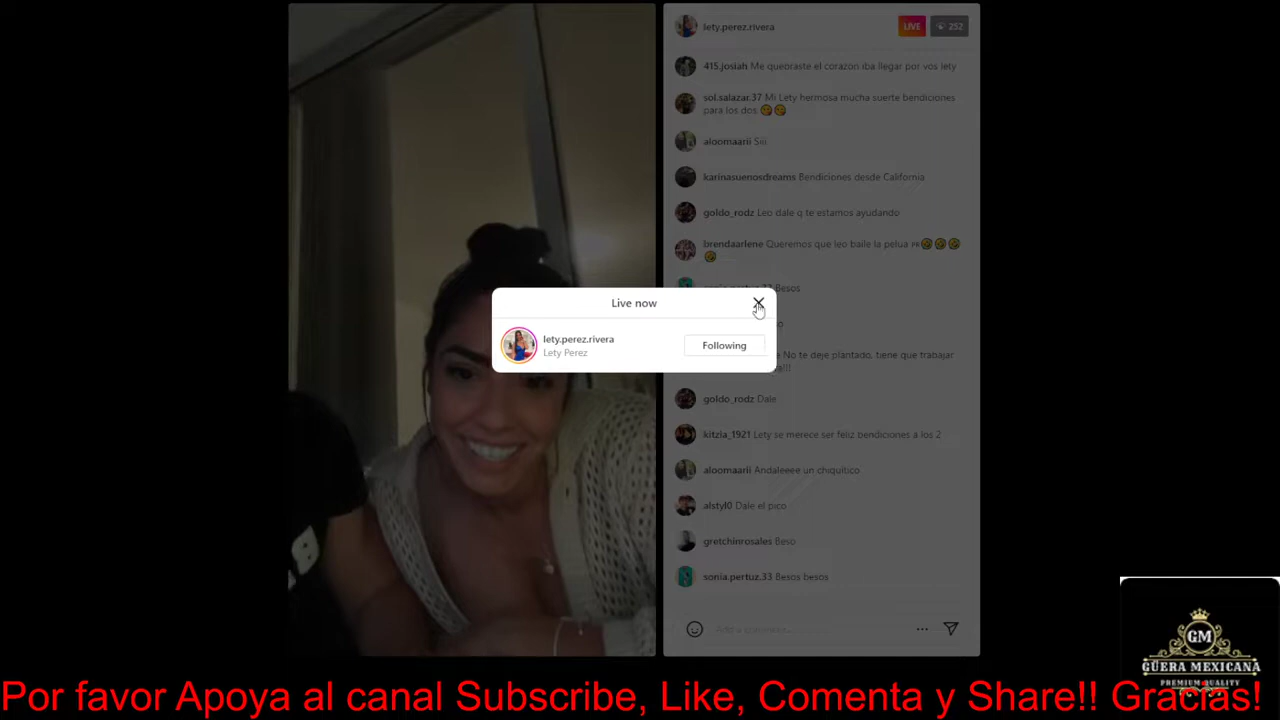 lety.perez.rivera
LIVE
252
415.josiah Me quebraste el corazon iba llegar por vos lety
sol.salazar.37 Mi Lety hermosa mucha suerte bendiciones
para los dos
aloomaarii Siii
karinasuenosdreams Bendiciones desde California
goldo_rodz Leo dale q te estamos ayudando
brendaarlene Queremos que leo baile la pelua PR
Besos
Live now
lety.perez.rivera
Lety Perez
Following
No te deje plantado, tiene que trabajar
goldo_rodz Dale
kitzia_1921 Lety se merece ser feliz bendiciones a los 2
aloomaarii Andaleeee un chiquitico
alstyl0 Dale el pico
gretchinrosales Beso
sonia.pertuz.33 Besos besos
Add a comment...
GM
GÜERA MEXICANA
PREMIUM QUALITY
Por favor Apoya al canal Subscribe, Like, Comenta y Share!! Gracias!